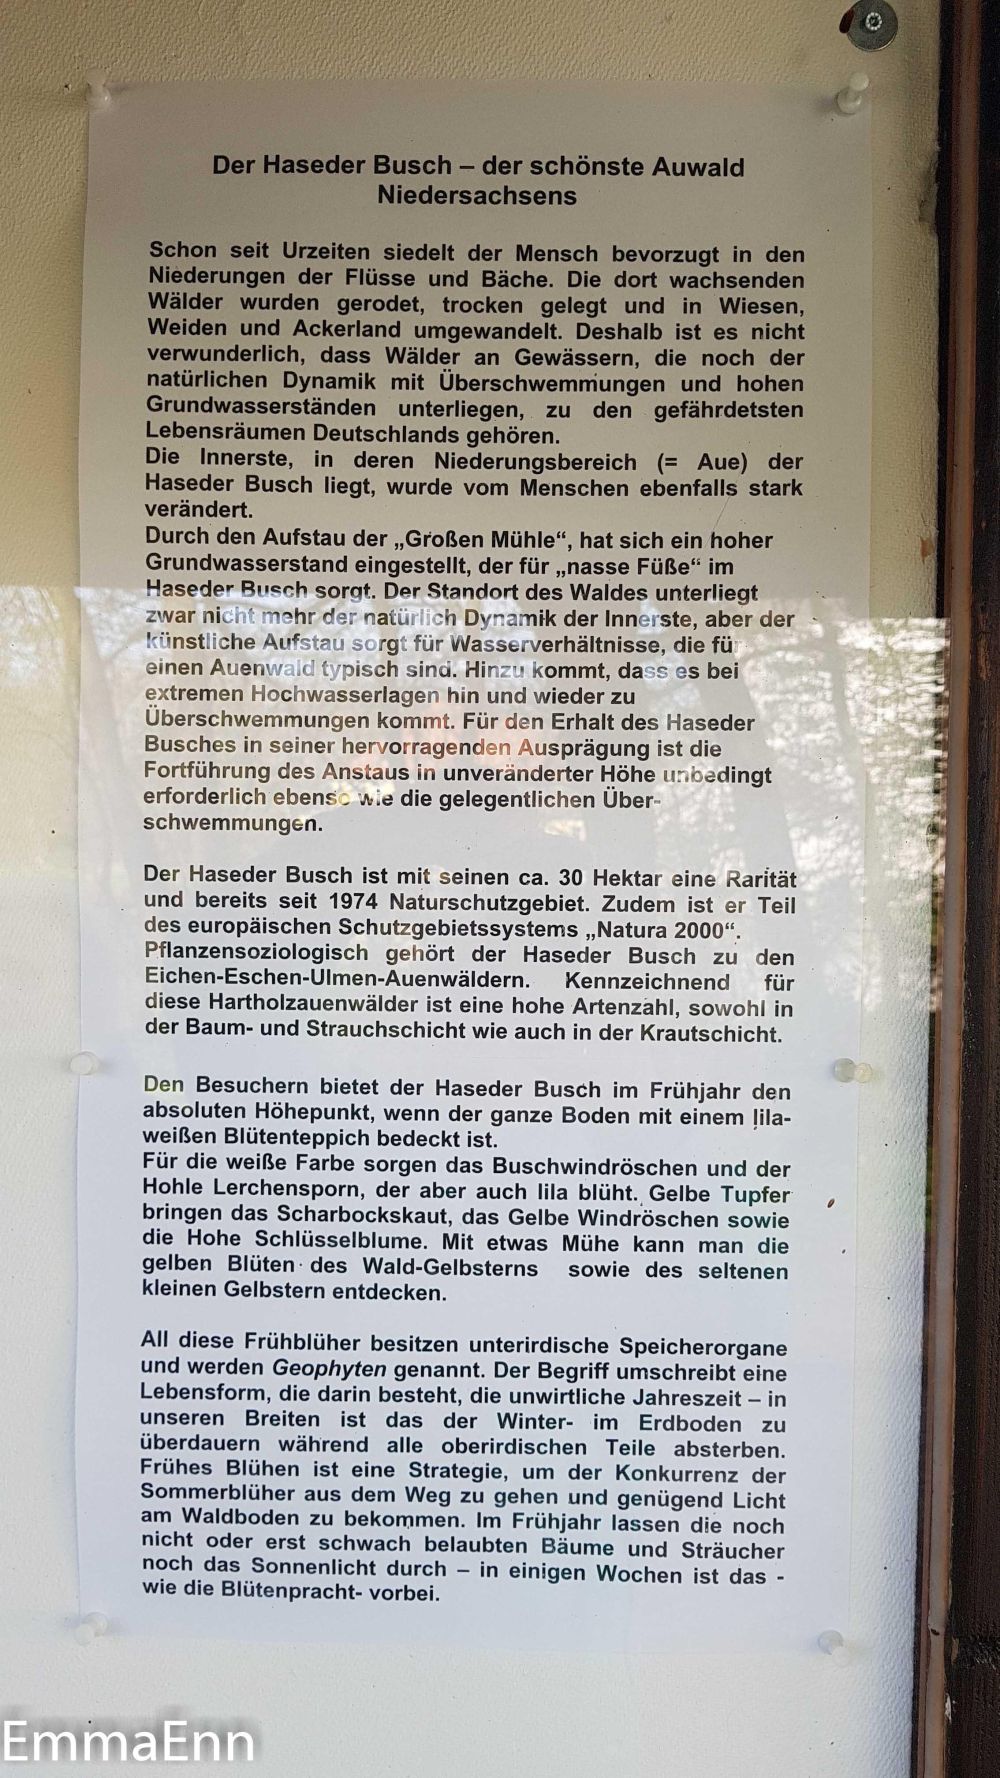 Der Haseder Busch – der schönste Auwald
Niedersachsens
Schon seit Urzeiten siedelt der Mensch bevorzugt in den
Niederungen der Flüsse und Bäche. Die dort wachsenden
Wälder wurden gerodet, trocken gelegt und in Wiesen,
Weiden und Ackerland umgewandelt. Deshalb ist es nicht
verwunderlich, dass Wälder an Gewässern, die noch der
natürlichen Dynamik mit Überschwemmungen und hohen
Grundwasserständen unterliegen, zu den gefährdetsten
Lebensräumen Deutschlands gehören.
Die Innerste, in deren Niederungsbereich (= Aue) der
Haseder Busch liegt, wurde vom Menschen ebenfalls stark
verändert.
Durch den Aufstau der „Großen Mühle“, hat sich ein hoher
Grundwasserstand eingestellt, der für „nasse Füße“ im
Haseder Busch sorgt. Der Standort des Waldes unterliegt
zwar nicht mehr der natürlich Dynamik der Innerste, aber der
künstliche Aufstau sorgt für Wasserverhältnisse, die für
einen Auenwald typisch sind. Hinzu kommt, dass es bei
extremen Hochwasserlagen hin und wieder zu
Überschwemmungen kommt. Für den Erhalt des Haseder
Busches in seiner hervorragenden Ausprägung ist die
Fortführung des Anstaus in unveränderter Höhe unbedingt
erforderlich ebenso wie die gelegentlichen Über-
schwemmungen.
Der Haseder Busch ist mit seinen ca. 30 Hektar eine Rarität
und bereits seit 1974 Naturschutzgebiet. Zudem ist er Teil
des europäischen Schutzgebietssystems „Natura 2000“.
Pflanzensoziologisch gehört der Haseder Busch zu den
Eichen-Eschen-Ulmen-Auenwäldern. Kennzeichnend für
diese Hartholzauenwälder ist eine hohe Artenzahl, sowohl in
der Baum- und Strauchschicht wie auch in der Krautschicht.
Den Besuchern bietet der Haseder Busch im Frühjahr den
absoluten Höhepunkt, wenn der ganze Boden mit einem lila-
weißen Blütenteppich bedeckt ist.
Für die weiße Farbe sorgen das Buschwindröschen und der
Hohle Lerchensporn, der aber auch lila blüht. Gelbe Tupfer
bringen das Scharbockskaut, das Gelbe Windröschen sowie
die Hohe Schlüsselblume. Mit etwas Mühe kann man die
gelben Blüten des Wald-Gelbsterns sowie des seltenen
kleinen Gelbstern entdecken.
All diese Frühblüher besitzen unterirdische Speicherorgane
und werden Geophyten genannt. Der Begriff umschreibt eine
Lebensform, die darin besteht, die unwirtliche Jahreszeit – in
unseren Breiten ist das der Winter- im Erdboden zu
überdauern während alle oberirdischen Teile absterben.
Frühes Blühen ist eine Strategie, um der Konkurrenz der
Sommerblüher aus dem Weg zu gehen und genügend Licht
am Waldboden zu bekommen. Im Frühjahr lassen die noch
nicht oder erst schwach belaubten Bäume und Sträucher
noch das Sonnenlicht durch – in einigen Wochen ist das -
wie die Blütenpracht- vorbei.
EmmaEnn